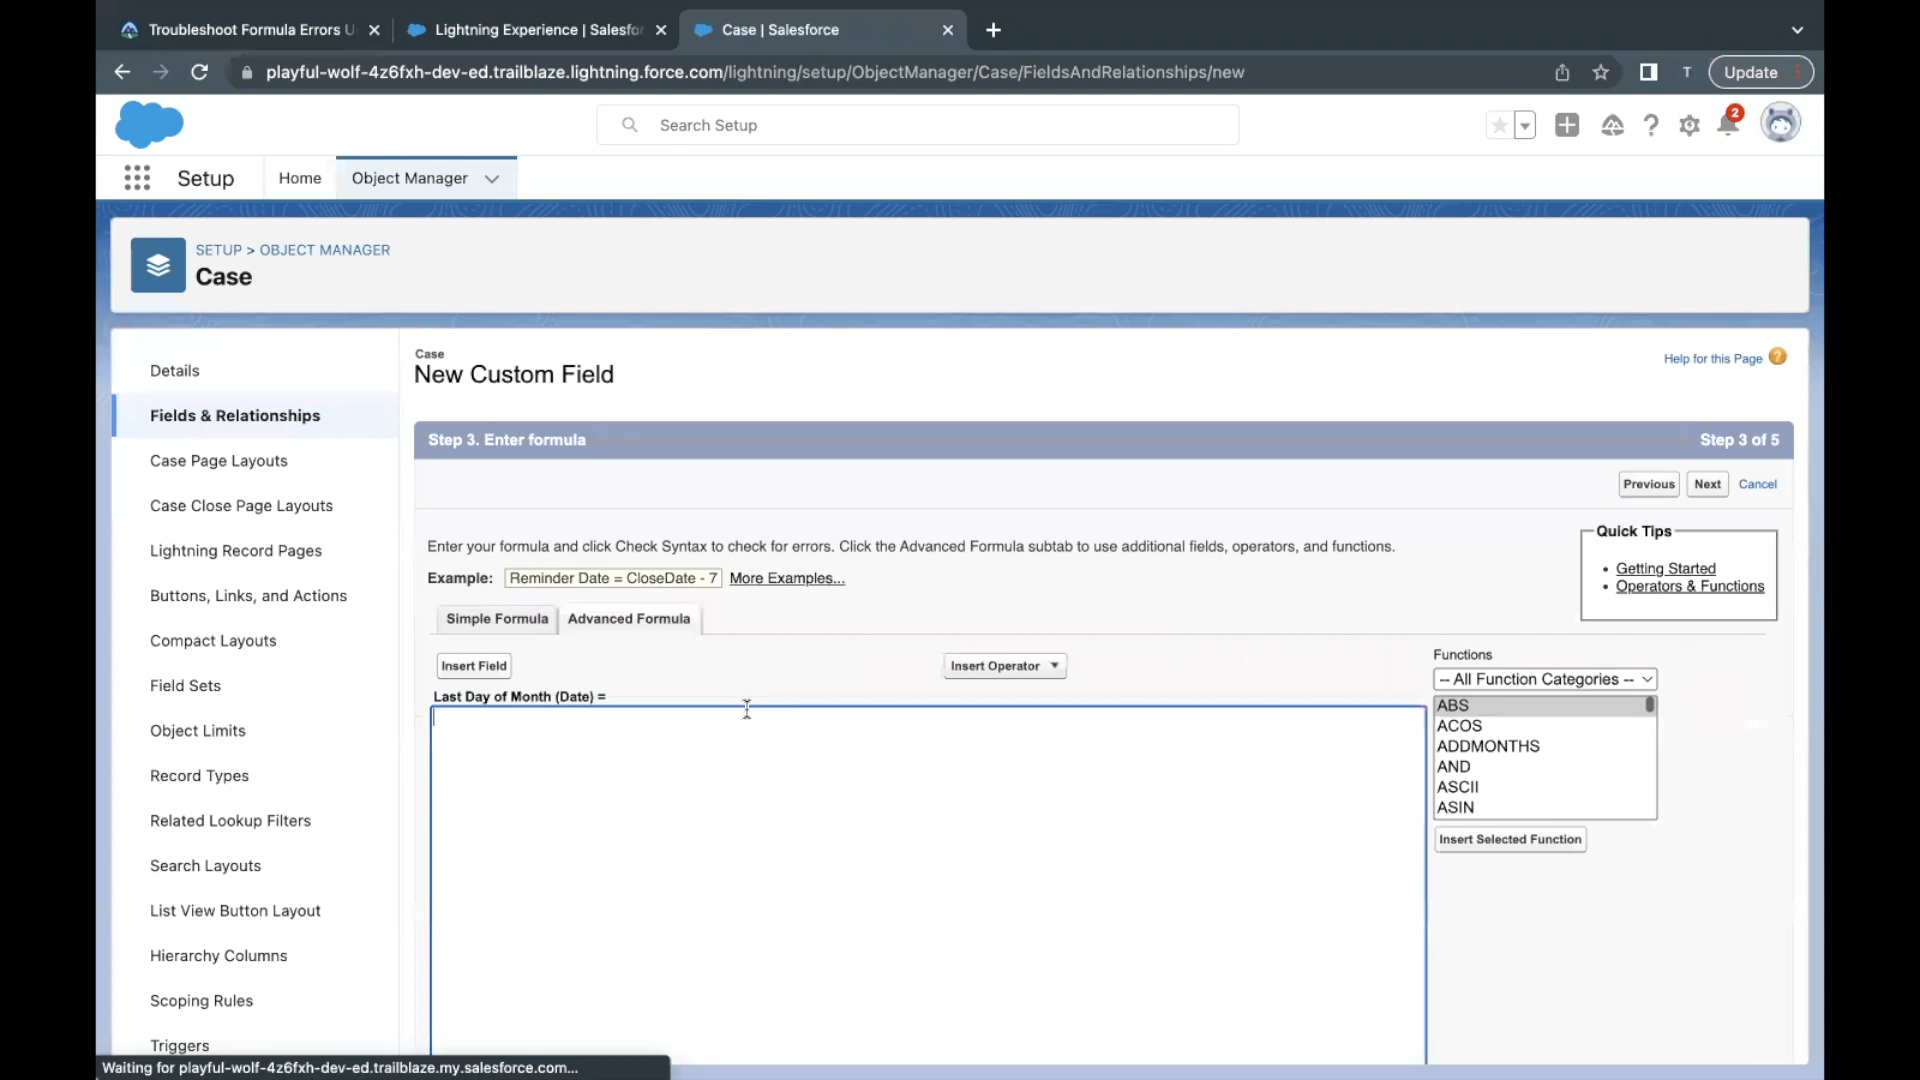 Troubleshoot Formula Errors U
Lightning Experience | Salesfor
Case | Salesforce
playful-wolf-4z6fxh-dev-ed.trailblaze.lightning.force.com/lightning/setup/ObjectManager/Case/FieldsAndRelationships/new
T
Update
Search Setup
2
Setup
Home
Object Manager
SETUP > OBJECT MANAGER
Case
Details
Fields & Relationships
Case Page Layouts
Case Close Page Layouts
Lightning Record Pages
Buttons, Links, and Actions
Compact Layouts
Field Sets
Object Limits
Record Types
Related Lookup Filters
Search Layouts
List View Button Layout
Hierarchy Columns
Scoping Rules
Triggers
Case
New Custom Field
Help for this Page
Step 3. Enter formula
Step 3 of 5
Previous
Next
Cancel
Enter your formula and click Check Syntax to check for errors. Click the Advanced Formula subtab to use additional fields, operators, and functions.
Example: Reminder Date = CloseDate - 7 More Examples...
Quick Tips
• Getting Started
• Operators & Functions
Simple Formula
Advanced Formula
Insert Field
Insert Operator
Last Day of Month (Date) =
Functions
-- All Function Categories --
ABS
ACOS
ADDMONTHS
AND
ASCII
ASIN
Insert Selected Function
Waiting for playful-wolf-4z6fxh-dev-ed.trailblaze.my.salesforce.com...